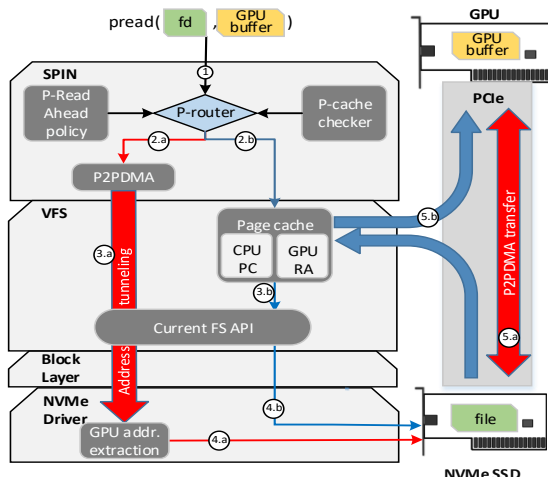 pread( fd , GPU buffer )
GPU
GPU buffer
1
SPIN
P-Read Ahead policy
P-router
P-cache checker
PCIe
2.a
2.b
P2PDMA
VFS
Page cache
CPU PC
GPU RA
5.b
3.a
3.b
Address tunneling
P2PDMA transfer
Current FS API
5.a
Block Layer
NVMe Driver
4.b
file
GPU addr. extraction
4.a
NVMe SSD